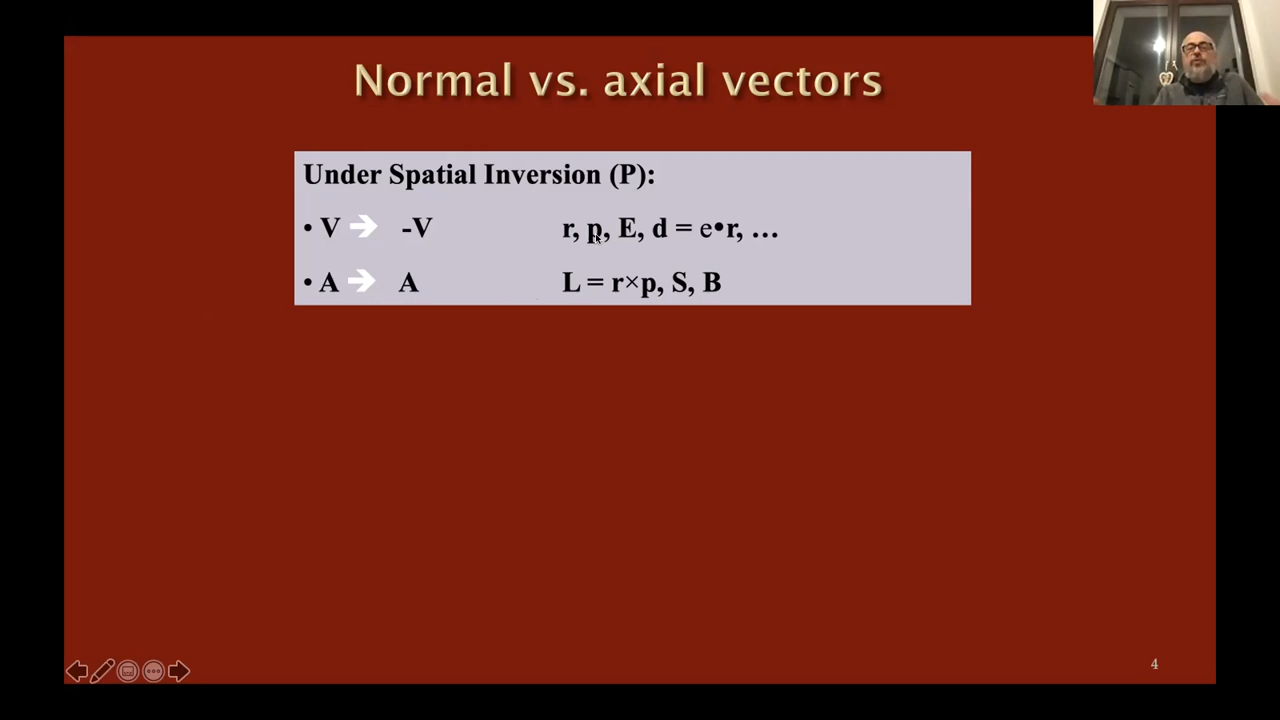 Normal vs. axial vectors
Under Spatial Inversion (P):
• V ➔ -V r, p, E, d = e•r, …
• A ➔ A L = r×p, S, B
4